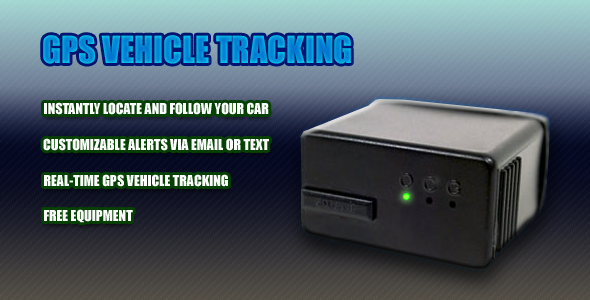 GPS VEHICLE TRACKING
INSTANTLY LOCATE AND FOLLOW YOUR CAR
CUSTOMIZABLE ALERTS VIA EMAIL OR TEXT
REAL-TIME GPS VEHICLE TRACKING
FREE EQUIPMENT